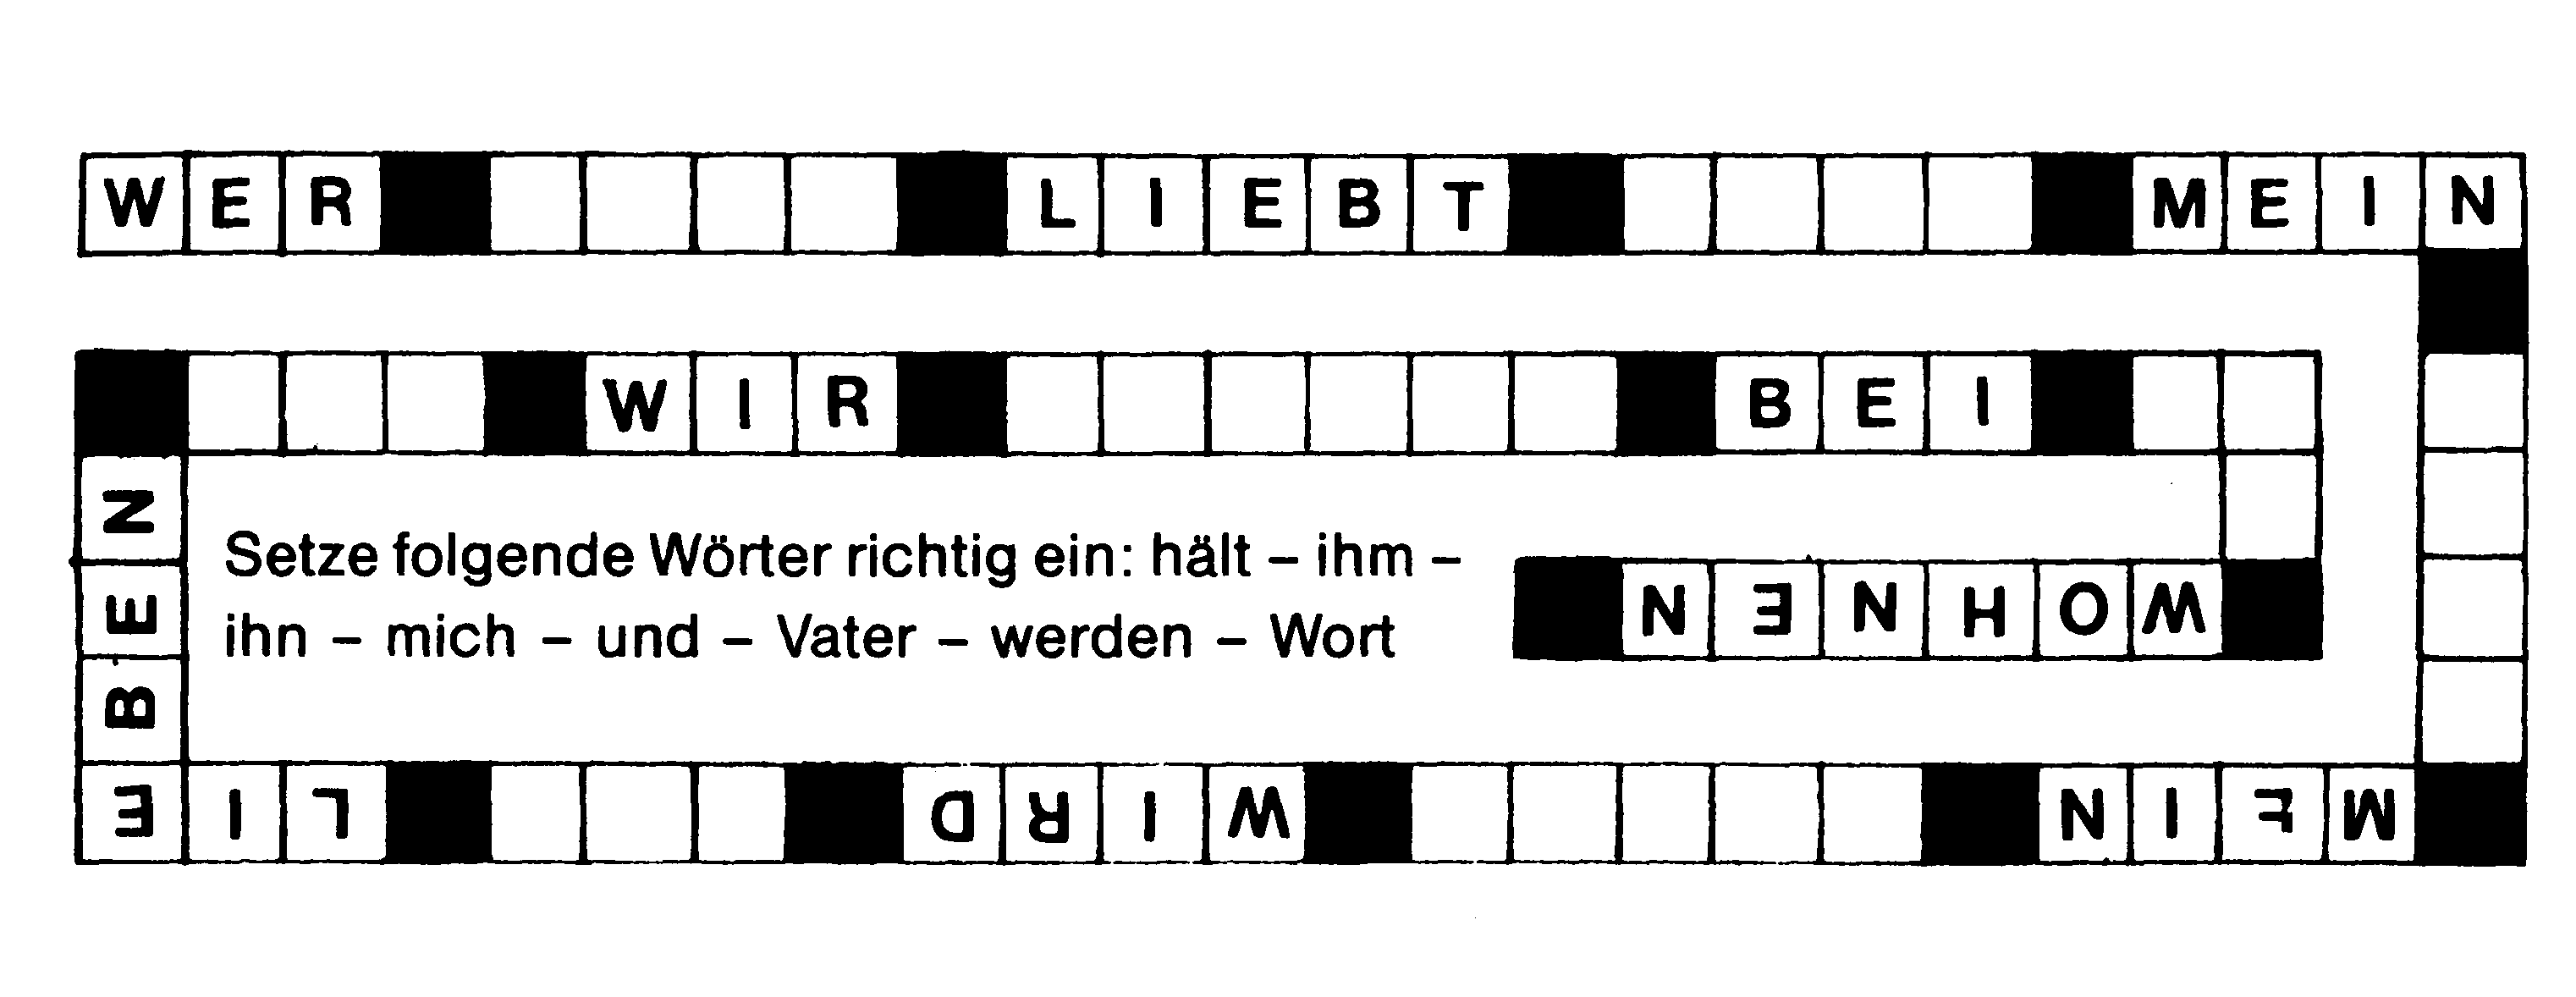 WER LIEBT MEIN
WIR BEI
NEBE
Setze folgende Wörter richtig ein: hält – ihm –
ihn – mich – und – Vater – werden – Wort
WOHNEN
MEIN WIRD LIE